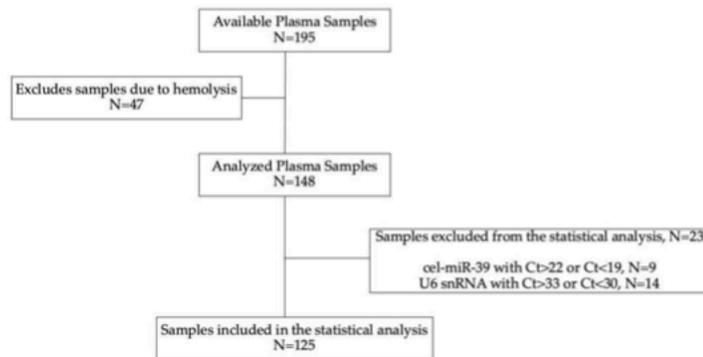 Available Plasma Samples
N=195
Excludes samples due to hemolysis
N=47
Analyzed Plasma Samples
N=148
Samples excluded from the statistical analysis, N=23
cel-miR-39 with Ct>22 or Ct<19, N=9
U6 snRNA with Ct>33 or Ct<30, N=14
Samples included in the statistical analysis
N=125